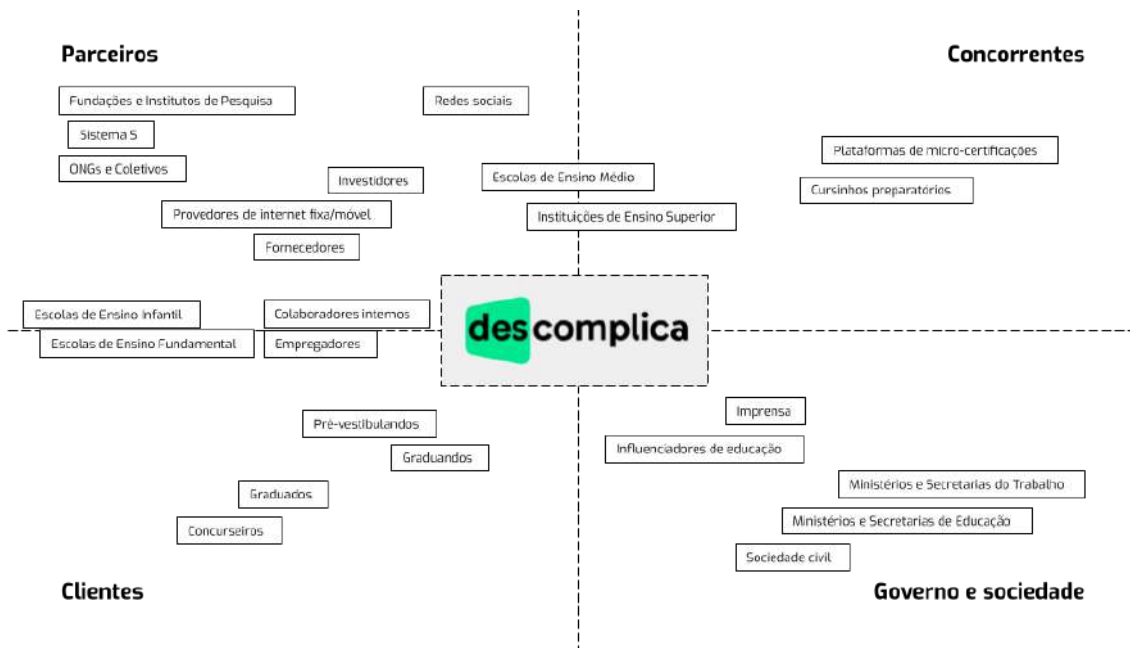 Parceiros
Concorrentes
Fundações e Institutos de Pesquisa
Redes sociais
Sistema S
Plataformas de micro-certificações
ONGs e Coletivos
Investidores
Escolas de Ensino Médio
Cursinhos preparatórios
Provedores de internet fixa/móvel
Instituições de Ensino Superior
Fornecedores
Escolas de Ensino Infantil
Colaboradores internos
descomplica
Escolas de Ensino Fundamental
Empregadores
Imprensa
Pré-vestibulandos
Influenciadores de educação
Graduandos
Ministérios e Secretarias do Trabalho
Graduados
Ministérios e Secretarias de Educação
Concurseiros
Sociedade civil
Clientes
Governo e sociedade